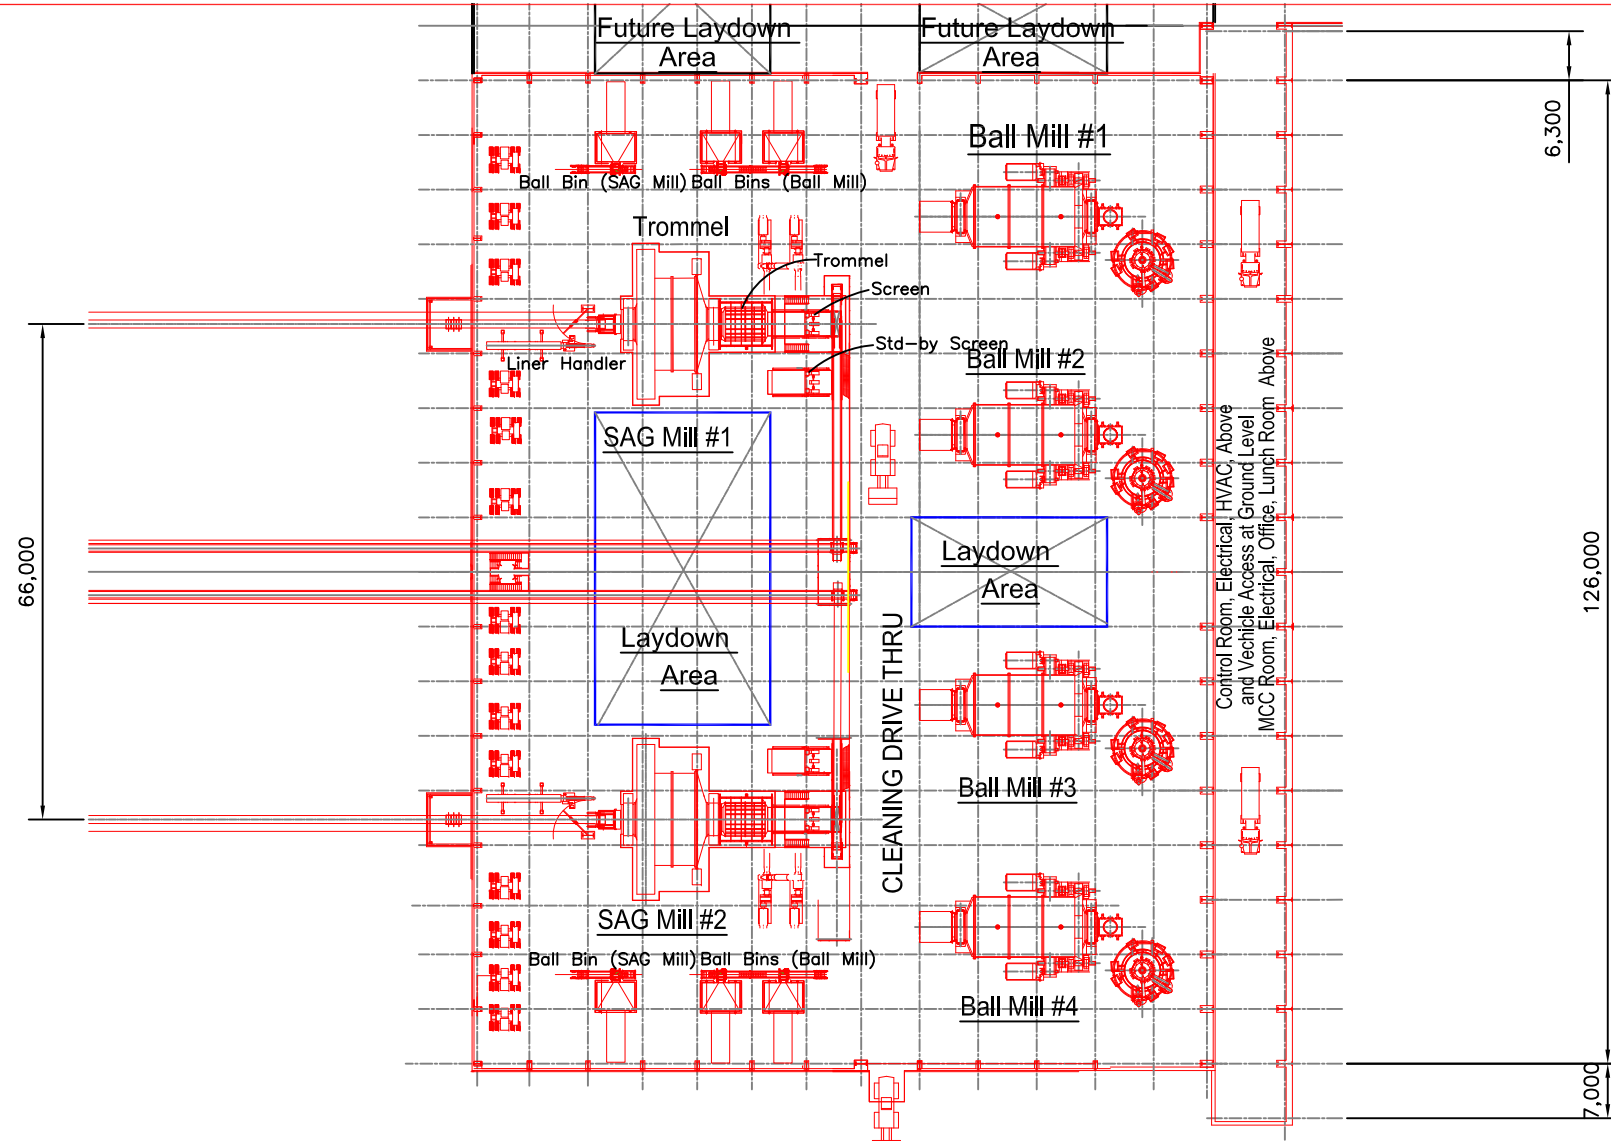 Future Laydown
Area
Future Laydown
Area
6,300
Ball Mill #1
Ball Bin (SAG Mill)
Ball Bins (Ball Mill)
Trommel
Trommel
Screen
Std-by Screen
Liner Handler
Ball Mill #2
SAG Mill #1
66,000
Laydown
Area
Laydown
Area
CLEANING DRIVE THRU
Control Room, Electrical, HVAC, Above
and Vechicle Access at Ground Level
MCC Room, Electrical, Office, Lunch Room Above
126,000
Ball Mill #3
SAG Mill #2
Ball Bin (SAG Mill)
Ball Bins (Ball Mill)
Ball Mill #4
7,000